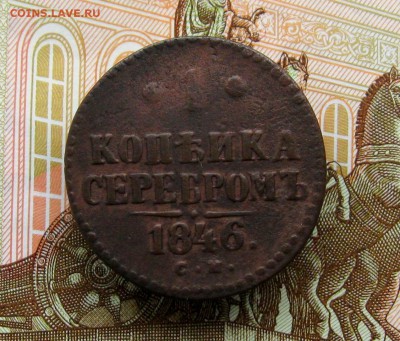 COINS.LAVE.RU
• 1 •
КОПѢЙКА
СЕРЕБРОМЪ
1846.
С. М.